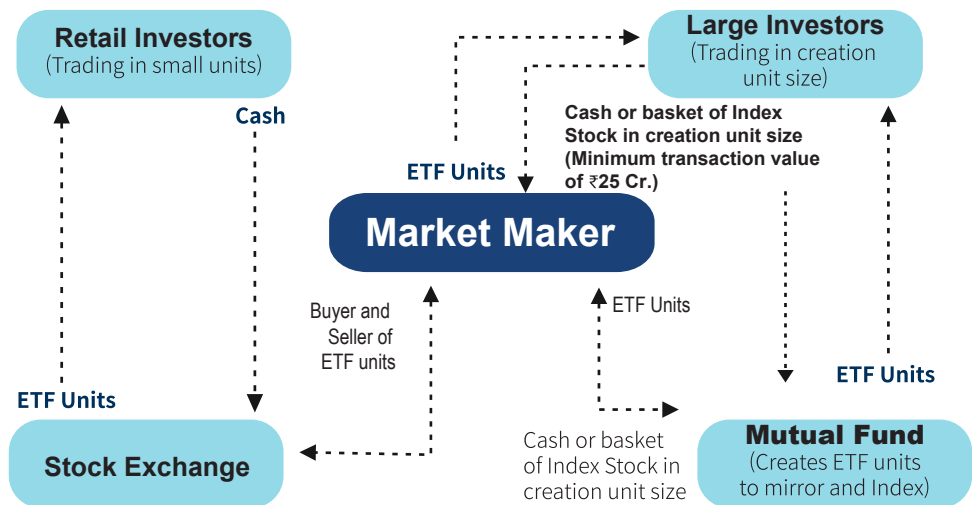 Retail Investors
(Trading in small units)
Large Investors
(Trading in creation
unit size)
Cash
Cash or basket of Index
Stock in creation unit size
(Minimum transaction value
of ₹25 Cr.)
ETF Units
Market Maker
Buyer and
Seller of
ETF units
ETF Units
ETF Units
ETF Units
Stock Exchange
Cash or basket
of Index Stock in
creation unit size
Mutual Fund
(Creates ETF units
to mirror and Index)